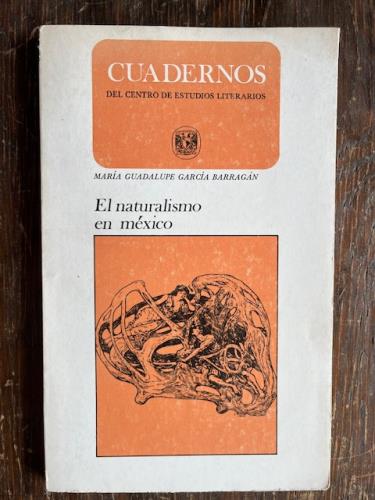 CUADERNOS
DEL CENTRO DE ESTUDIOS LITERARIOS
MARÍA GUADALUPE GARCÍA BARRAGÁN
El naturalismo
en méxico